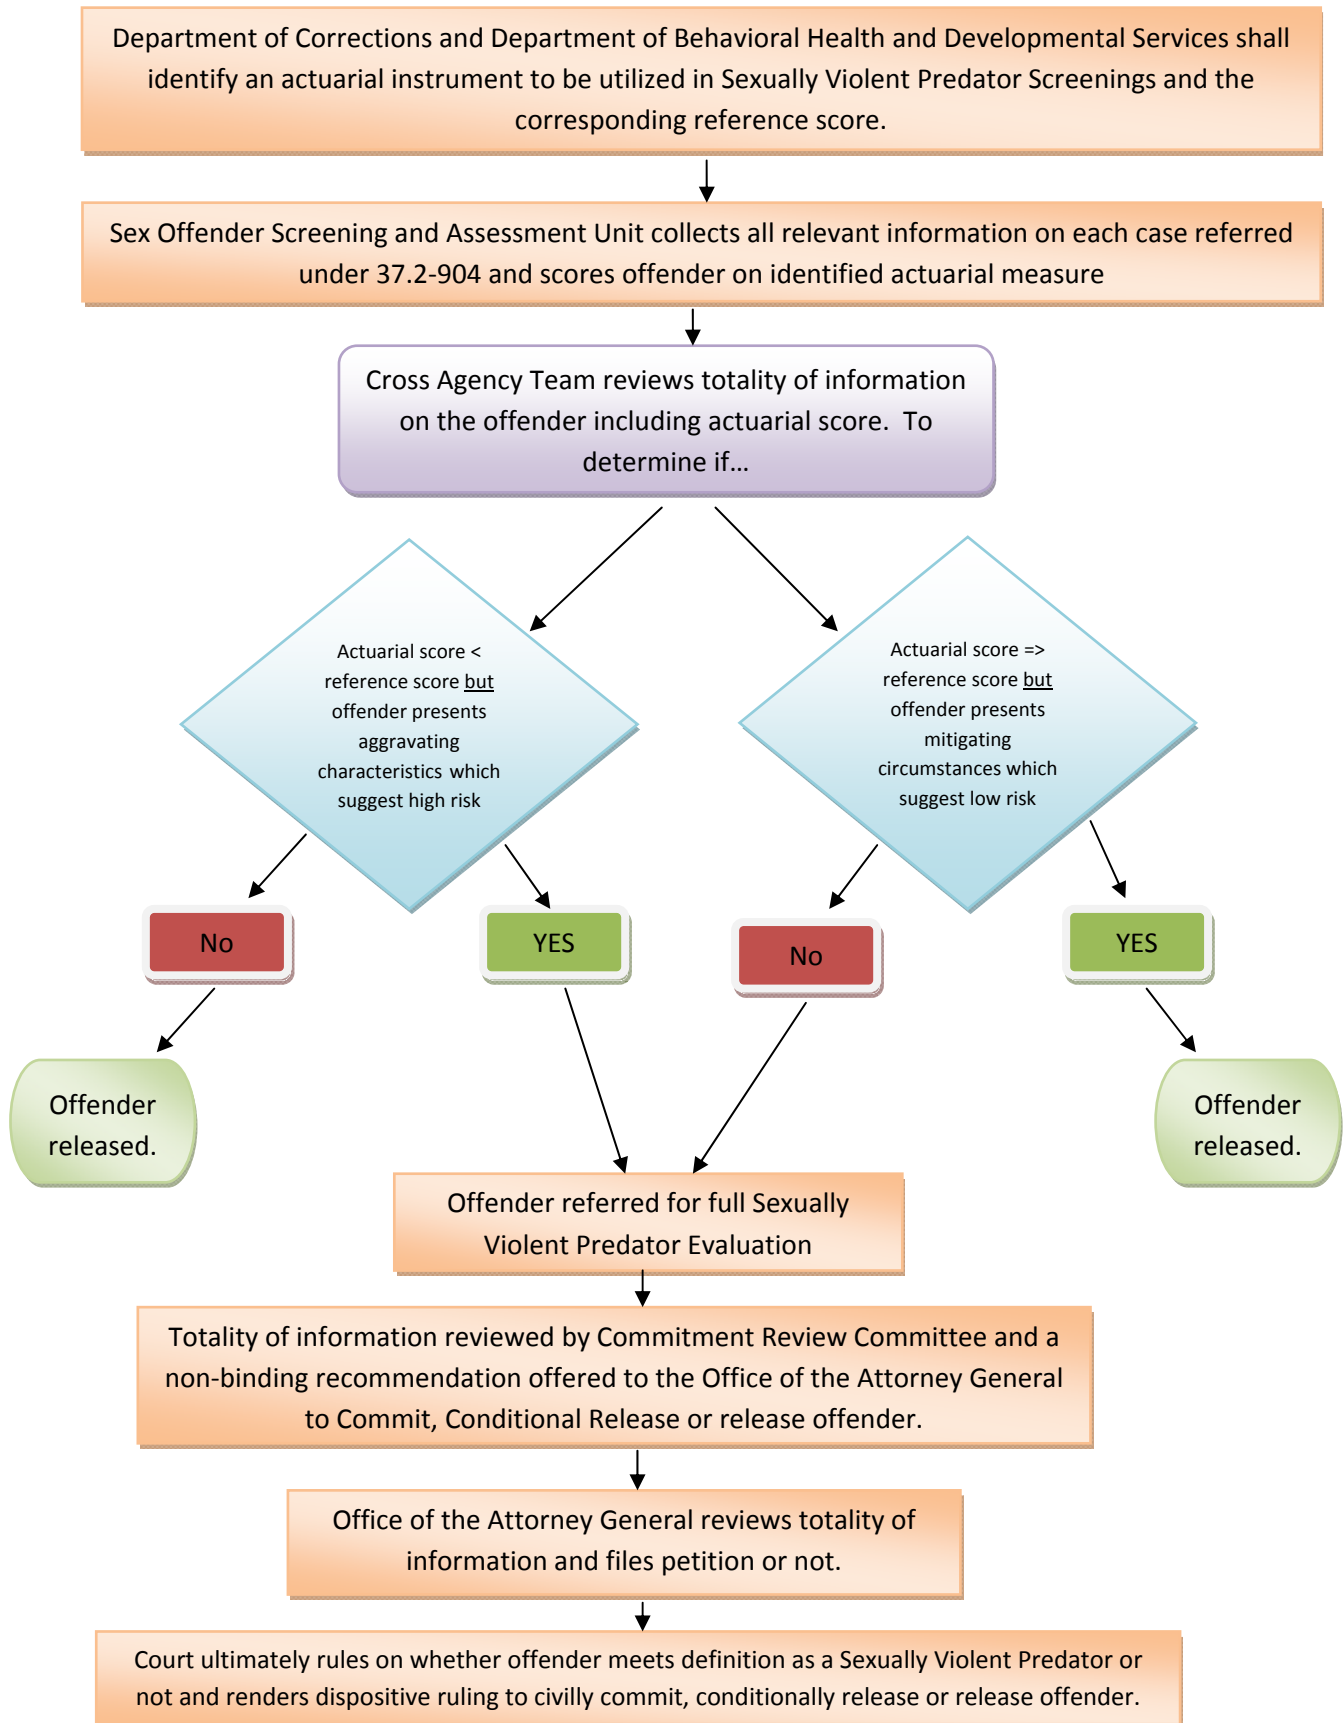 Department of Corrections and Department of Behavioral Health and Developmental Services shall
identify an actuarial instrument to be utilized in Sexually Violent Predator Screenings and the
corresponding reference score.
Sex Offender Screening and Assessment Unit collects all relevant information on each case referred
under 37.2-904 and scores offender on identified actuarial measure
Cross Agency Team reviews totality of information
on the offender including actuarial score.  To
determine if…
Actuarial score <
reference score but
offender presents
aggravating
characteristics which
suggest high risk
Actuarial score =>
reference score but
offender presents
mitigating
circumstances which
suggest low risk
No
YES
No
YES
Offender
released.
Offender
released.
Offender referred for full Sexually
Violent Predator Evaluation
Totality of information reviewed by Commitment Review Committee and a
non-binding recommendation offered to the Office of the Attorney General
to Commit, Conditional Release or release offender.
Office of the Attorney General reviews totality of
information and files petition or not.
Court ultimately rules on whether offender meets definition as a Sexually Violent Predator or
not and renders dispositive ruling to civilly commit, conditionally release or release offender.